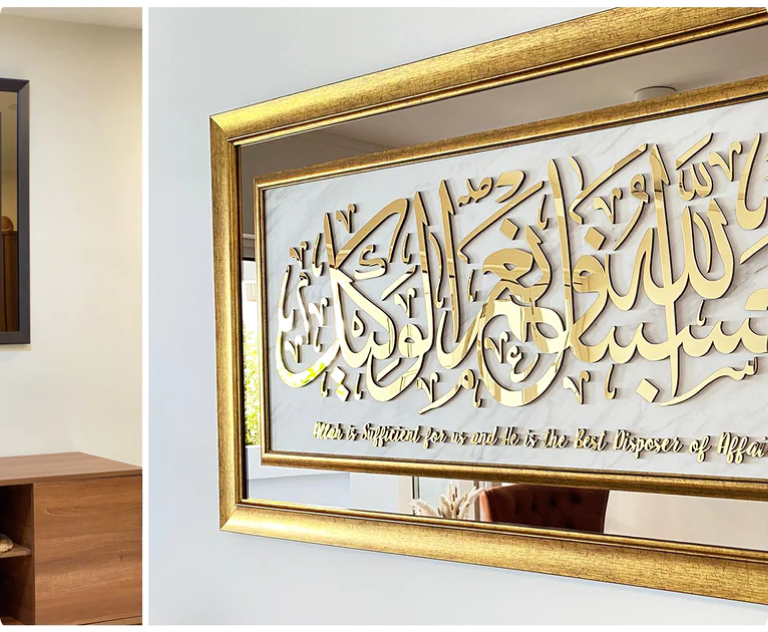 حسبنا الله ونعم الوكيل
Allah is Sufficient for us and He is the Best Disposer of Affai